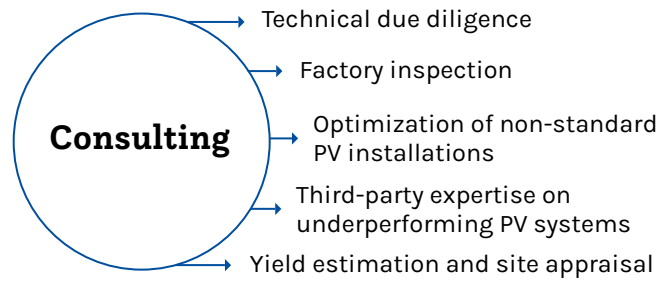 Consulting
Technical due diligence
Factory inspection
Optimization of non-standard
PV installations
Third-party expertise on
underperforming PV systems
Yield estimation and site appraisal